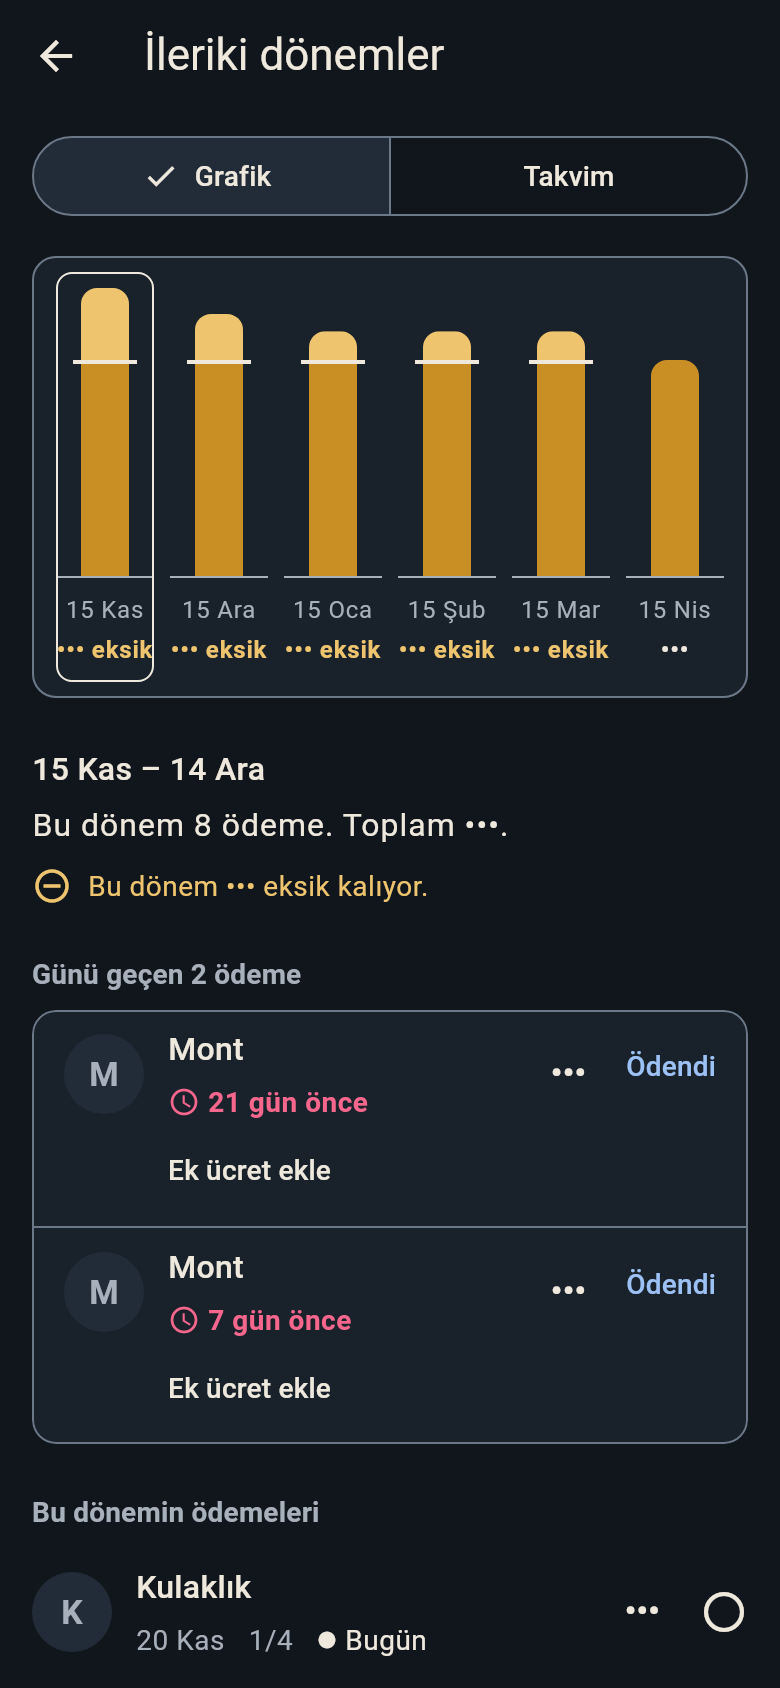 İleriki dönemler
Grafik
Takvim
15 Kas 15 Ara 15 Oca 15 Şub 15 Mar 15 Nis
••• eksik ••• eksik ••• eksik ••• eksik ••• eksik •••
15 Kas – 14 Ara
Bu dönem 8 ödeme. Toplam •••.
Bu dönem ••• eksik kalıyor.
Günü geçen 2 ödeme
M
Mont
••• Ödendi
21 gün önce
Ek ücret ekle
M
Mont
••• Ödendi
7 gün önce
Ek ücret ekle
Bu dönemin ödemeleri
K
Kulaklık
•••
20 Kas 1/4 ● Bugün